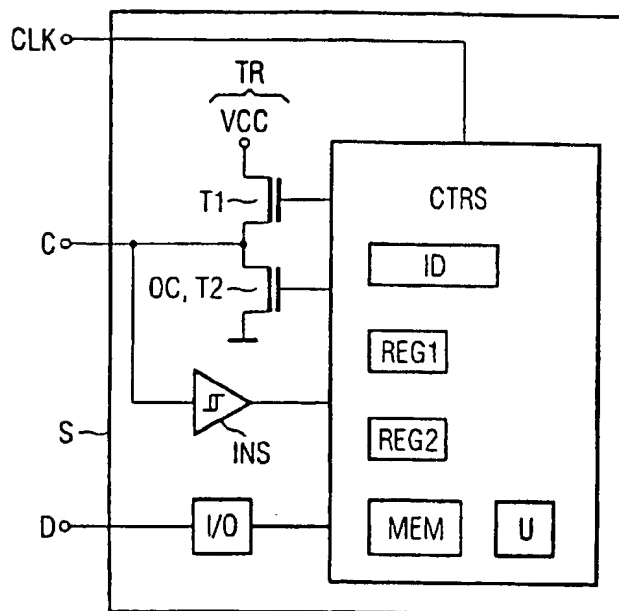 CLK
TR
VCC
T1
CTRS
C
ID
OC, T2
REG1
S
INS
REG2
D
I/O
MEM
U